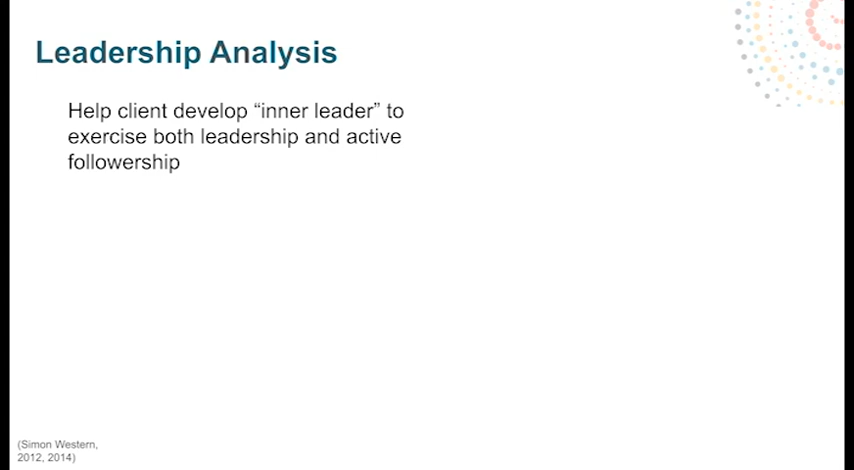 Leadership Analysis
Help client develop “inner leader” to
exercise both leadership and active
followership
(Simon Western,
2012, 2014)